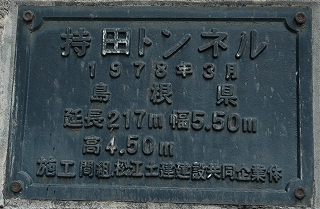 持田トンネル
1978年3月
島根県
延長217m 幅5.50m
高4.50m
施工 間組、松江土建建設共同企業体